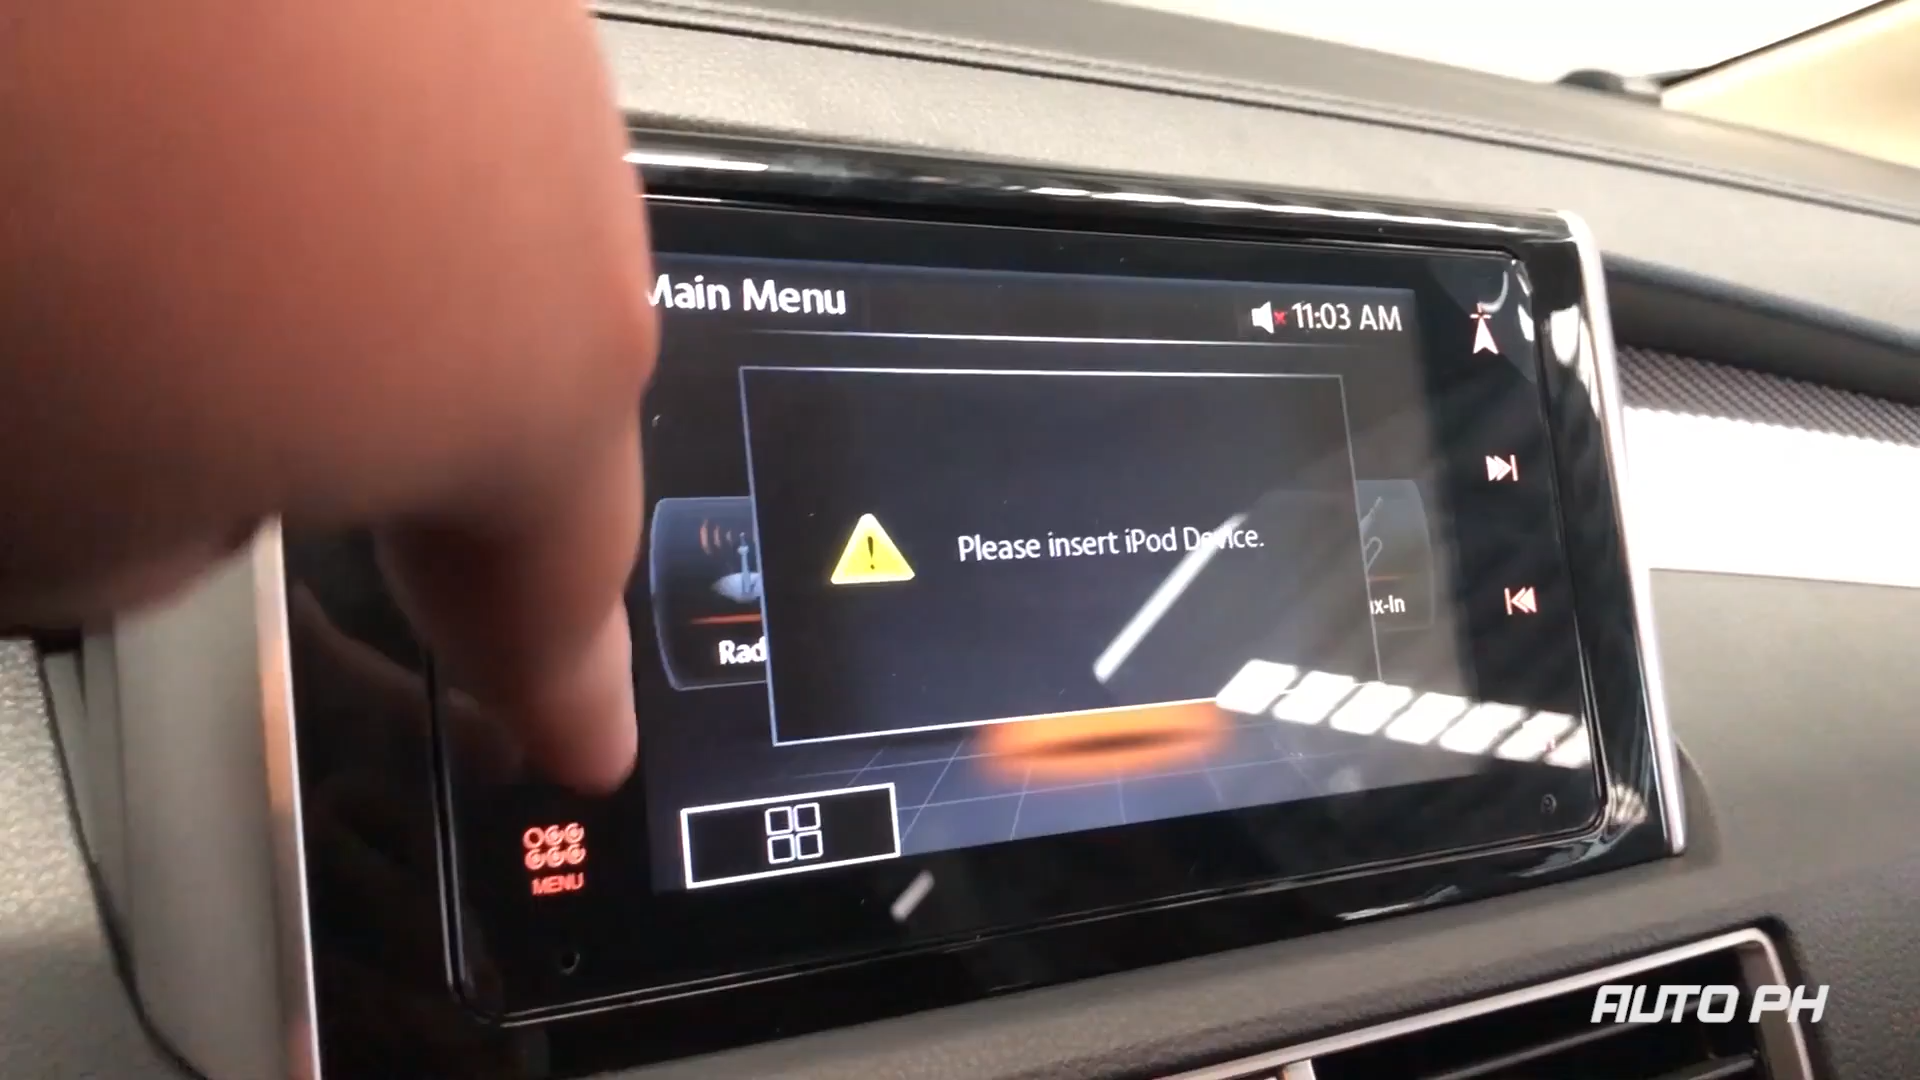 Main Menu
11:03 AM
Please insert iPod Device.
Rad
ux-In
MENU
AUTO PH